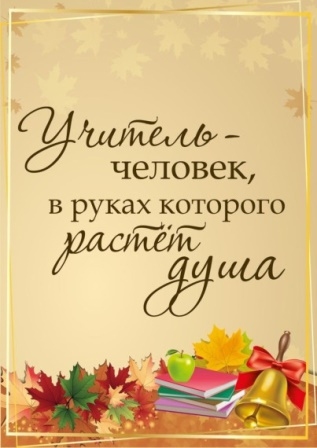 Учитель -
человек,
в руках которого
растёт
душа